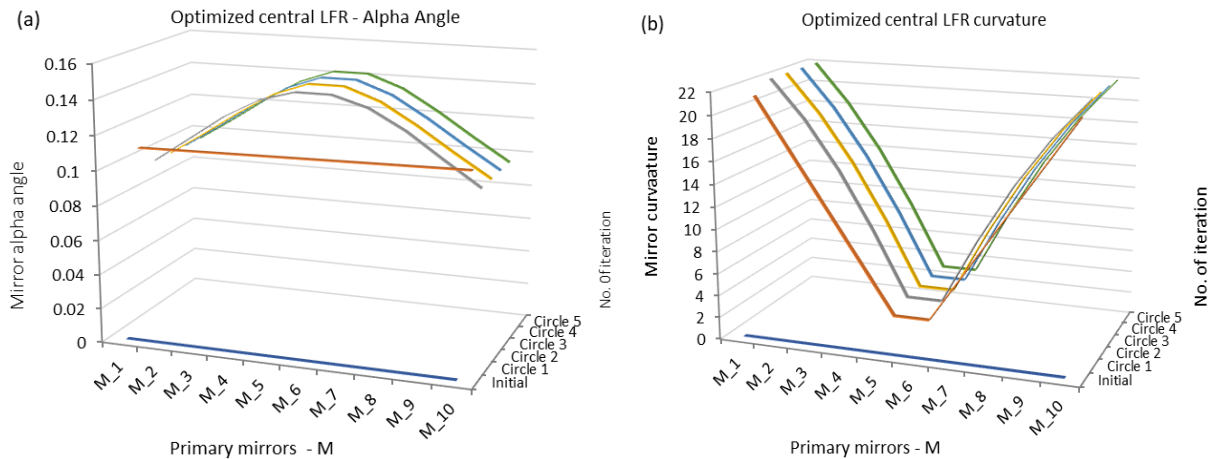 (a)
Optimized central LFR - Alpha Angle
0.16
0.14
0.12
0.1
0.08
0.06
0.04
0.02
0
Mirror alpha angle
M_1
M_2
M_3
M_4
M_5
M_6
M_7
M_8
M_9
M_10
Primary mirrors - M
Circle 5
Circle 4
Circle 3
Circle 2
Circle 1
Initial
No. 0f iteration
(b)
Optimized central LFR curvature
22
20
18
16
14
12
10
8
6
4
2
0
Mirror curvaature
M_1
M_2
M_3
M_4
M_5
M_6
M_7
M_8
M_9
M_10
Primary mirrors - M
Circle 5
Circle 4
Circle 3
Circle 2
Circle 1
Initial
No. of iteration